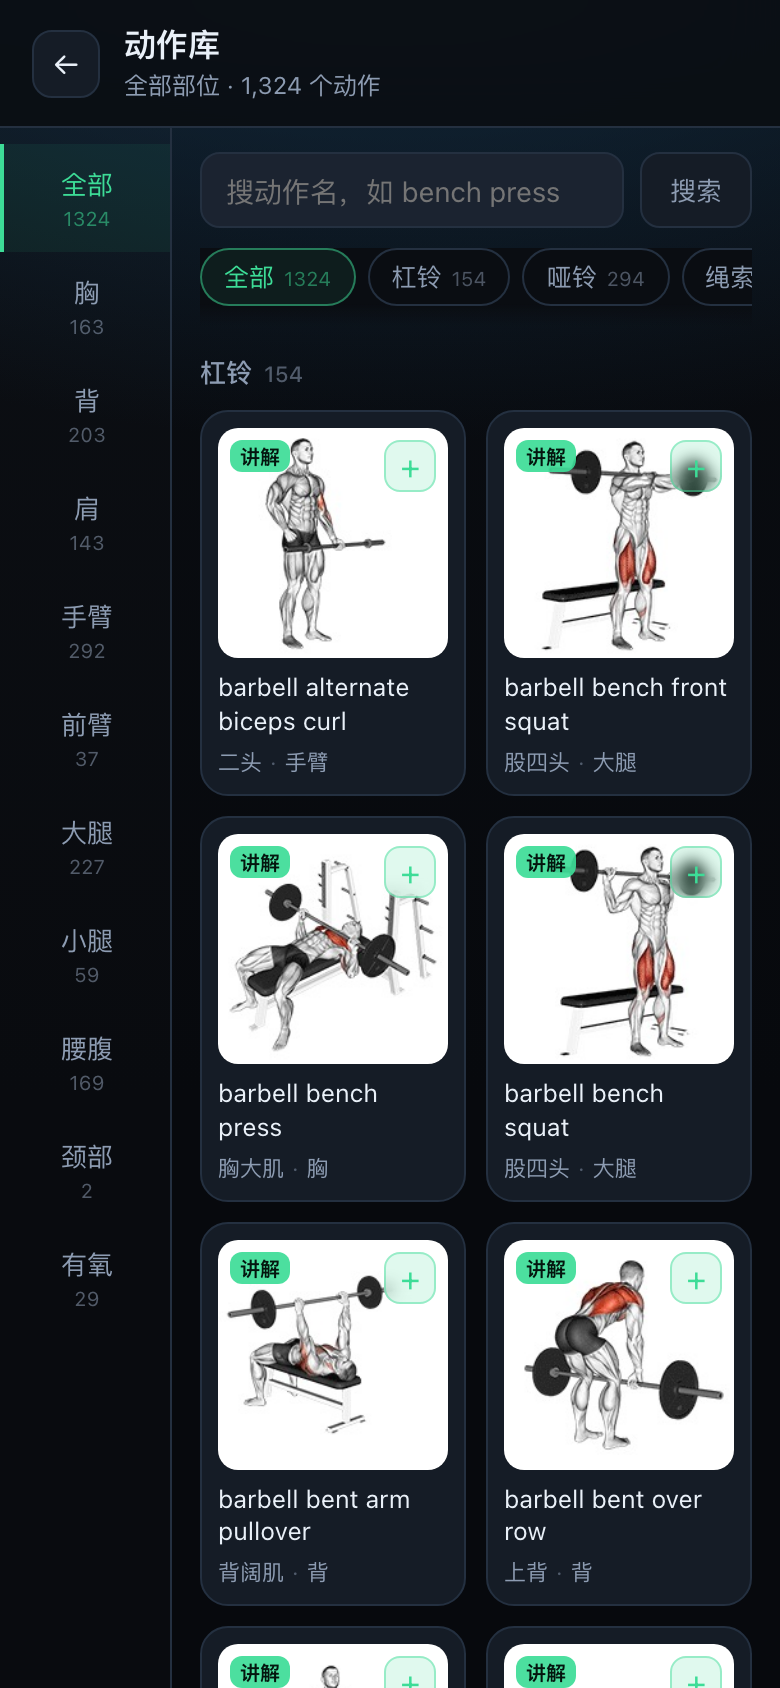 动作库
全部部位 · 1,324 个动作
全部
1324
胸
163
背
203
肩
143
手臂
292
前臂
37
大腿
227
小腿
59
腰腹
169
颈部
2
有氧
29
搜动作名，如 bench press
搜索
全部 1324
杠铃 154
哑铃 294
绳索
杠铃 154
讲解
+
barbell alternate
biceps curl
二头 · 手臂
讲解
+
barbell bench front
squat
股四头 · 大腿
讲解
+
barbell bench
press
胸大肌 · 胸
讲解
+
barbell bench
squat
股四头 · 大腿
讲解
+
barbell bent arm
pullover
背阔肌 · 背
讲解
+
barbell bent over
row
上背 · 背
讲解
+
讲解
+